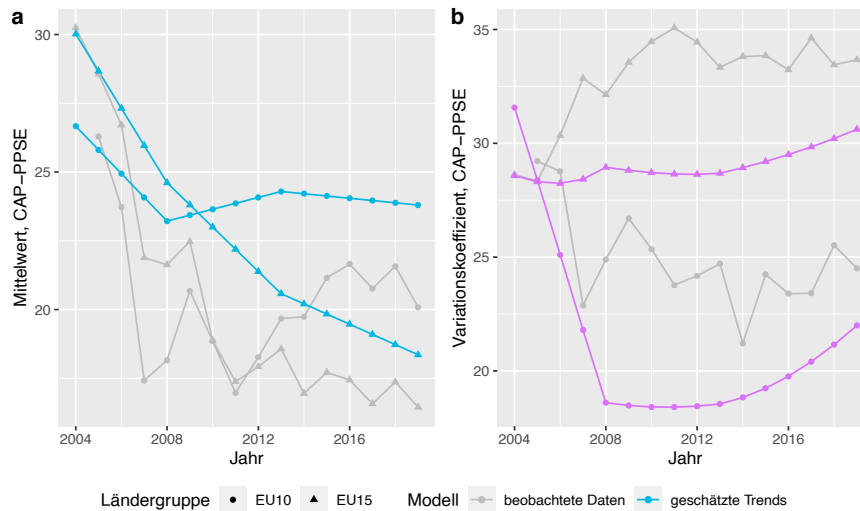 a
Mittelwert, CAP−PPSE
30
25
20
2004
2008
2012
2016
Jahr
b
Variationskoeffizient, CAP−PPSE
35
30
25
20
2004
2008
2012
2016
Jahr
Ländergruppe EU10 EU15 Modell beobachtete Daten geschätzte Trends